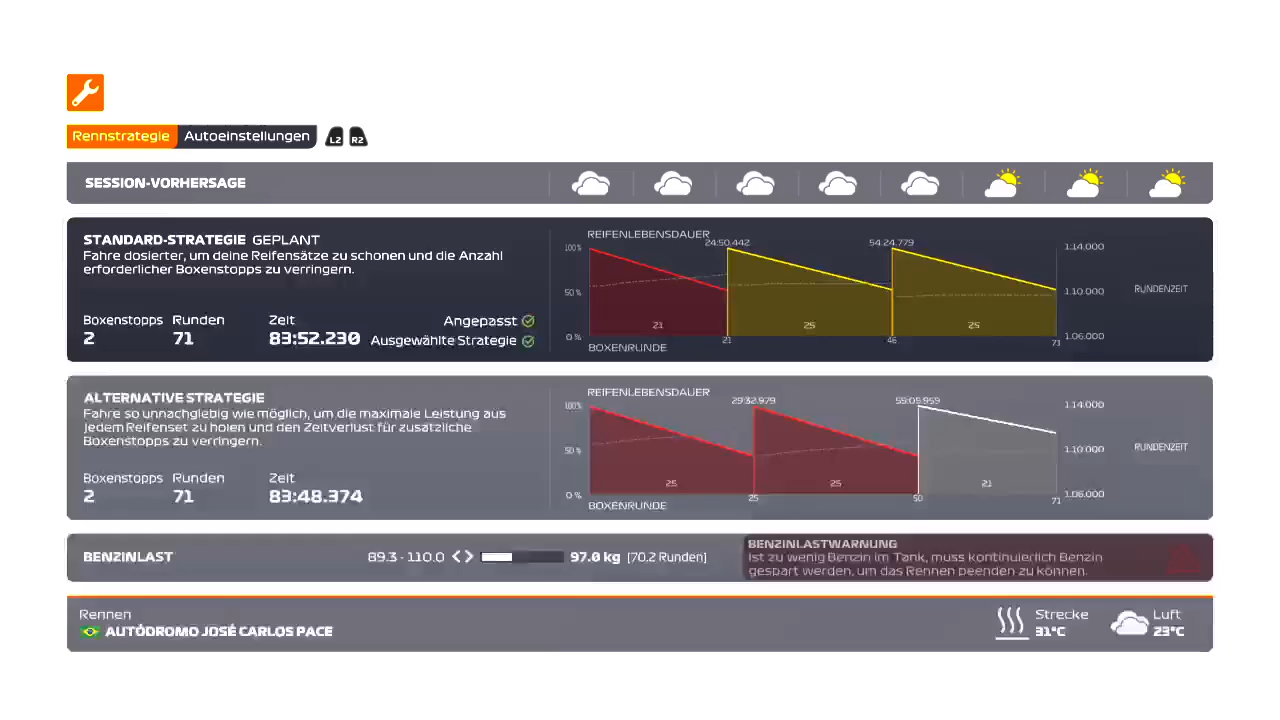 Rennstrategie Autoeinstellungen L2 R2
SESSION-VORHERSAGE
STANDARD-STRATEGIE GEPLANT
Fahre dosierter, um deine Reifensätze zu schonen und die Anzahl
erforderlicher Boxenstopps zu verringern.
Boxenstopps Runden Zeit
2 71 83:52.230
Angepasst
Ausgewählte Strategie
REIFENLEBENSDAUER
24:50.442 54:24.779
100% 1:14.000
50% 1:10.000 RUNDENZEIT
21 25 25
0% 1:06.000
21 46 71
BOXENRUNDE
ALTERNATIVE STRATEGIE
Fahre so unnachgiebig wie möglich, um die maximale Leistung aus
jedem Reifenset zu holen und den Zeitverlust für zusätzliche
Boxenstopps zu verringern.
Boxenstopps Runden Zeit
2 71 83:48.374
REIFENLEBENSDAUER
29:32.979 59:05.959
100% 1:14.000
50% 1:10.000 RUNDENZEIT
25 25 21
0% 1:06.000
25 50 71
BOXENRUNDE
BENZINLAST 89.3 - 110.0 <> 97.0 kg [70.2 Runden]
BENZINLASTWARNUNG
Ist zu wenig Benzin im Tank, muss kontinuierlich Benzin
gespart werden, um das Rennen beenden zu können.
Rennen
AUTÓDROMO JOSÉ CARLOS PACE
Strecke
31°C
Luft
23°C